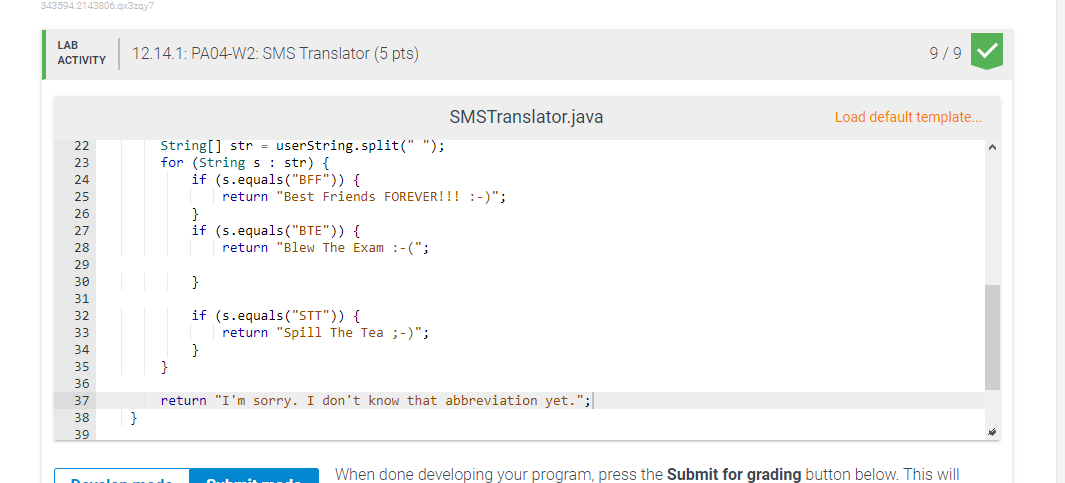 343594.2143806.qx3zqy7
LAB
ACTIVITY
12.14.1: PA04-W2: SMS Translator (5 pts)
9 / 9
SMSTranslator.java
Load default template...
22 String[] str = userString.split(" ");
23 for (String s : str) {
24 if (s.equals("BFF")) {
25 return "Best Friends FOREVER!!! :-)";
26 }
27 if (s.equals("BTE")) {
28 return "Blew The Exam :-(";
29
30 }
31
32 if (s.equals("STT")) {
33 return "Spill The Tea ;-)";
34 }
35 }
36
37 return "I'm sorry. I don't know that abbreviation yet.";
38 }
39
Develop mode
Submit mode
When done developing your program, press the Submit for grading button below. This will